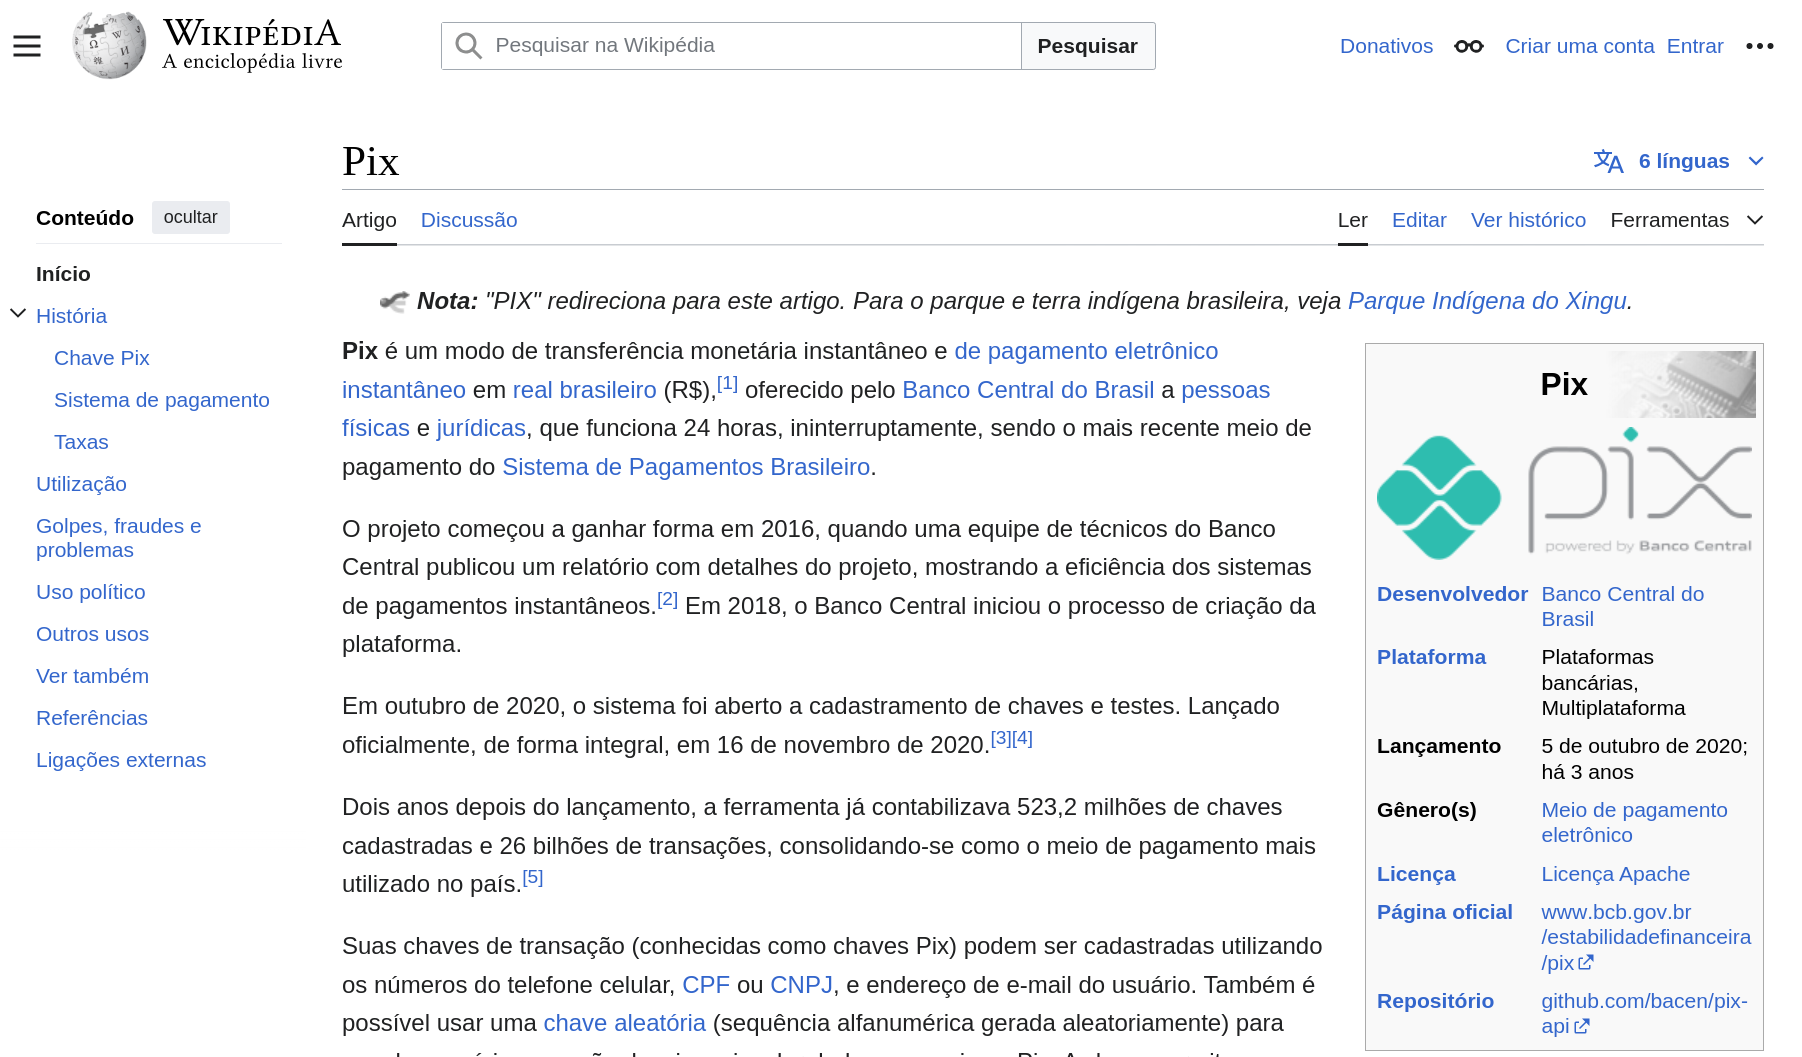 WIKIPÉDIA
A enciclopédia livre
Pesquisar na Wikipédia
Pesquisar
Donativos
Criar uma conta
Entrar
Pix
6 línguas
Conteúdo
ocultar
Início
História
Chave Pix
Sistema de pagamento
Taxas
Utilização
Golpes, fraudes e
problemas
Uso político
Outros usos
Ver também
Referências
Ligações externas
Artigo
Discussão
Ler
Editar
Ver histórico
Ferramentas
Nota: "PIX" redireciona para este artigo. Para o parque e terra indígena brasileira, veja Parque Indígena do Xingu.
Pix é um modo de transferência monetária instantâneo e de pagamento eletrônico
instantâneo em real brasileiro (R$),[1] oferecido pelo Banco Central do Brasil a pessoas
físicas e jurídicas, que funciona 24 horas, ininterruptamente, sendo o mais recente meio de
pagamento do Sistema de Pagamentos Brasileiro.
O projeto começou a ganhar forma em 2016, quando uma equipe de técnicos do Banco
Central publicou um relatório com detalhes do projeto, mostrando a eficiência dos sistemas
de pagamentos instantâneos.[2] Em 2018, o Banco Central iniciou o processo de criação da
plataforma.
Em outubro de 2020, o sistema foi aberto a cadastramento de chaves e testes. Lançado
oficialmente, de forma integral, em 16 de novembro de 2020.[3][4]
Dois anos depois do lançamento, a ferramenta já contabilizava 523,2 milhões de chaves
cadastradas e 26 bilhões de transações, consolidando-se como o meio de pagamento mais
utilizado no país.[5]
Suas chaves de transação (conhecidas como chaves Pix) podem ser cadastradas utilizando
os números do telefone celular, CPF ou CNPJ, e endereço de e-mail do usuário. Também é
possível usar uma chave aleatória (sequência alfanumérica gerada aleatoriamente) para
Pix
pix
powered by Banco Central
Desenvolvedor
Banco Central do
Brasil
Plataforma
Plataformas
bancárias,
Multiplataforma
Lançamento
5 de outubro de 2020;
há 3 anos
Gênero(s)
Meio de pagamento
eletrônico
Licença
Licença Apache
Página oficial
www.bcb.gov.br
/estabilidadefinanceira
/pix
Repositório
github.com/bacen/pix-
api